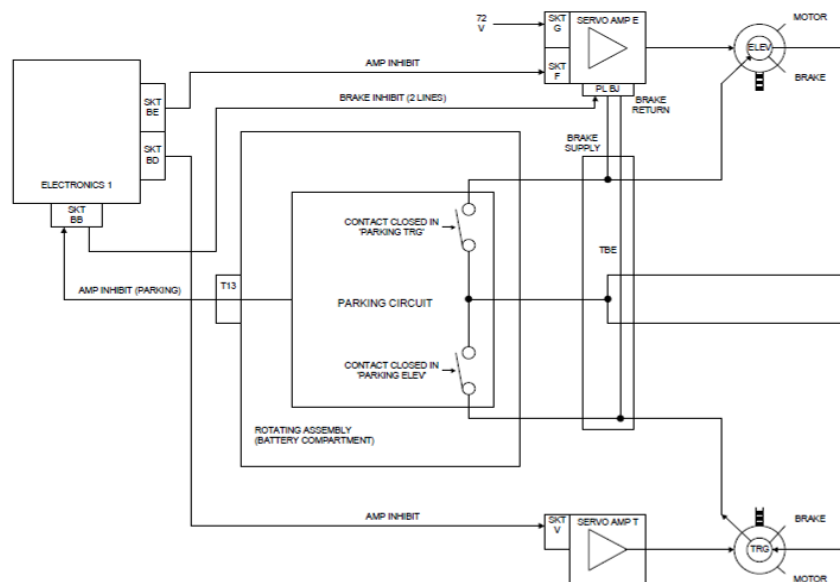 72
V
SKT
G
SERVO AMP E
MOTOR
ELEV
AMP INHIBIT
SKT
F
SKT
BE
BRAKE
PL BJ
BRAKE INHIBIT (2 LINES)
BRAKE
RETURN
SKT
BD
BRAKE
SUPPLY
ELECTRONICS 1
SKT
BB
CONTACT CLOSED IN
'PARKING TRG'
TBE
T13
AMP INHIBIT (PARKING)
PARKING CIRCUIT
CONTACT CLOSED IN
'PARKING ELEV'
ROTATING ASSEMBLY
(BATTERY COMPARTMENT)
AMP INHIBIT
SKT
V
SERVO AMP T
BRAKE
TRG
MOTOR